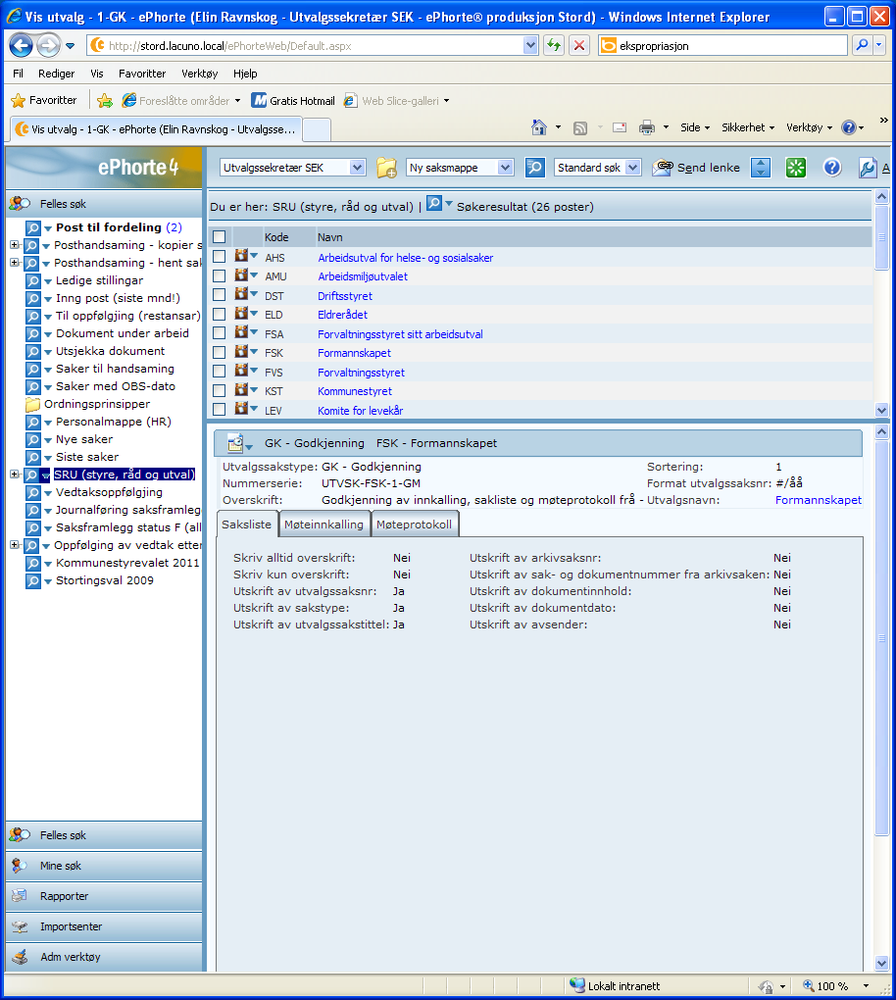 Vis utvalg - 1-GK - ePhorte (Elin Ravnskog - Utvalgssekretær SEK - ePhorte® produksjon Stord) - Windows Internet Explorer
http://stord.lacuno.local/ePhorteWeb/Default.aspx
ekspropriasjon
Fil Rediger Vis Favoritter Verktøy Hjelp
Favoritter Foreslåtte områder Gratis Hotmail Web Slice-galleri
Vis utvalg - 1-GK - ePhorte (Elin Ravnskog - Utvalgsse...
Side Sikkerhet Verktøy »
ePhorte 4
Utvalgssekretær SEK Ny saksmappe Standard søk Send lenke A
Felles søk
Post til fordeling (2)
Posthandsaming - kopier s
Posthandsaming - hent sak
Ledige stillingar
Inng post (siste mnd!)
Til oppfølgjing (restansar)
Dokument under arbeid
Utsjekka dokument
Saker til handsaming
Saker med OBS-dato
Ordningsprinsipper
Personalmappe (HR)
Nye saker
Siste saker
SRU (styre, råd og utval)
Vedtaksoppfølgjing
Journalføring saksframlegg
Saksframlegg status F (all
Oppfølging av vedtak etter
Kommunestyrevalet 2011
Stortingsval 2009
Felles søk
Mine søk
Rapporter
Importsenter
Adm verktøy
Du er her: SRU (styre, råd og utval) | Søkeresultat (26 poster)
Kode Navn
AHS Arbeidsutval for helse- og sosialsaker
AMU Arbeidsmiljøutvalet
DST Driftsstyret
ELD Eldrerådet
FSA Forvaltningsstyret sitt arbeidsutval
FSK Formannskapet
FVS Forvaltningsstyret
KST Kommunestyret
LEV Komite for levekår
GK - Godkjenning FSK - Formannskapet
Utvalgssakstype: GK - Godkjenning Sortering: 1
Nummerserie: UTVSK-FSK-1-GM Format utvalgssaksnr: #/åå
Overskrift: Godkjenning av innkalling, sakliste og møteprotokoll frå - Utvalgsnavn: Formannskapet
Saksliste Møteinnkalling Møteprotokoll
Skriv alltid overskrift: Nei Utskrift av arkivsaksnr: Nei
Skriv kun overskrift: Nei Utskrift av sak- og dokumentnummer fra arkivsaken: Nei
Utskrift av utvalgssaksnr: Ja Utskrift av dokumentinnhold: Nei
Utskrift av sakstype: Ja Utskrift av dokumentdato: Nei
Utskrift av utvalgssakstittel: Ja Utskrift av avsender: Nei
Lokalt intranett 100 %